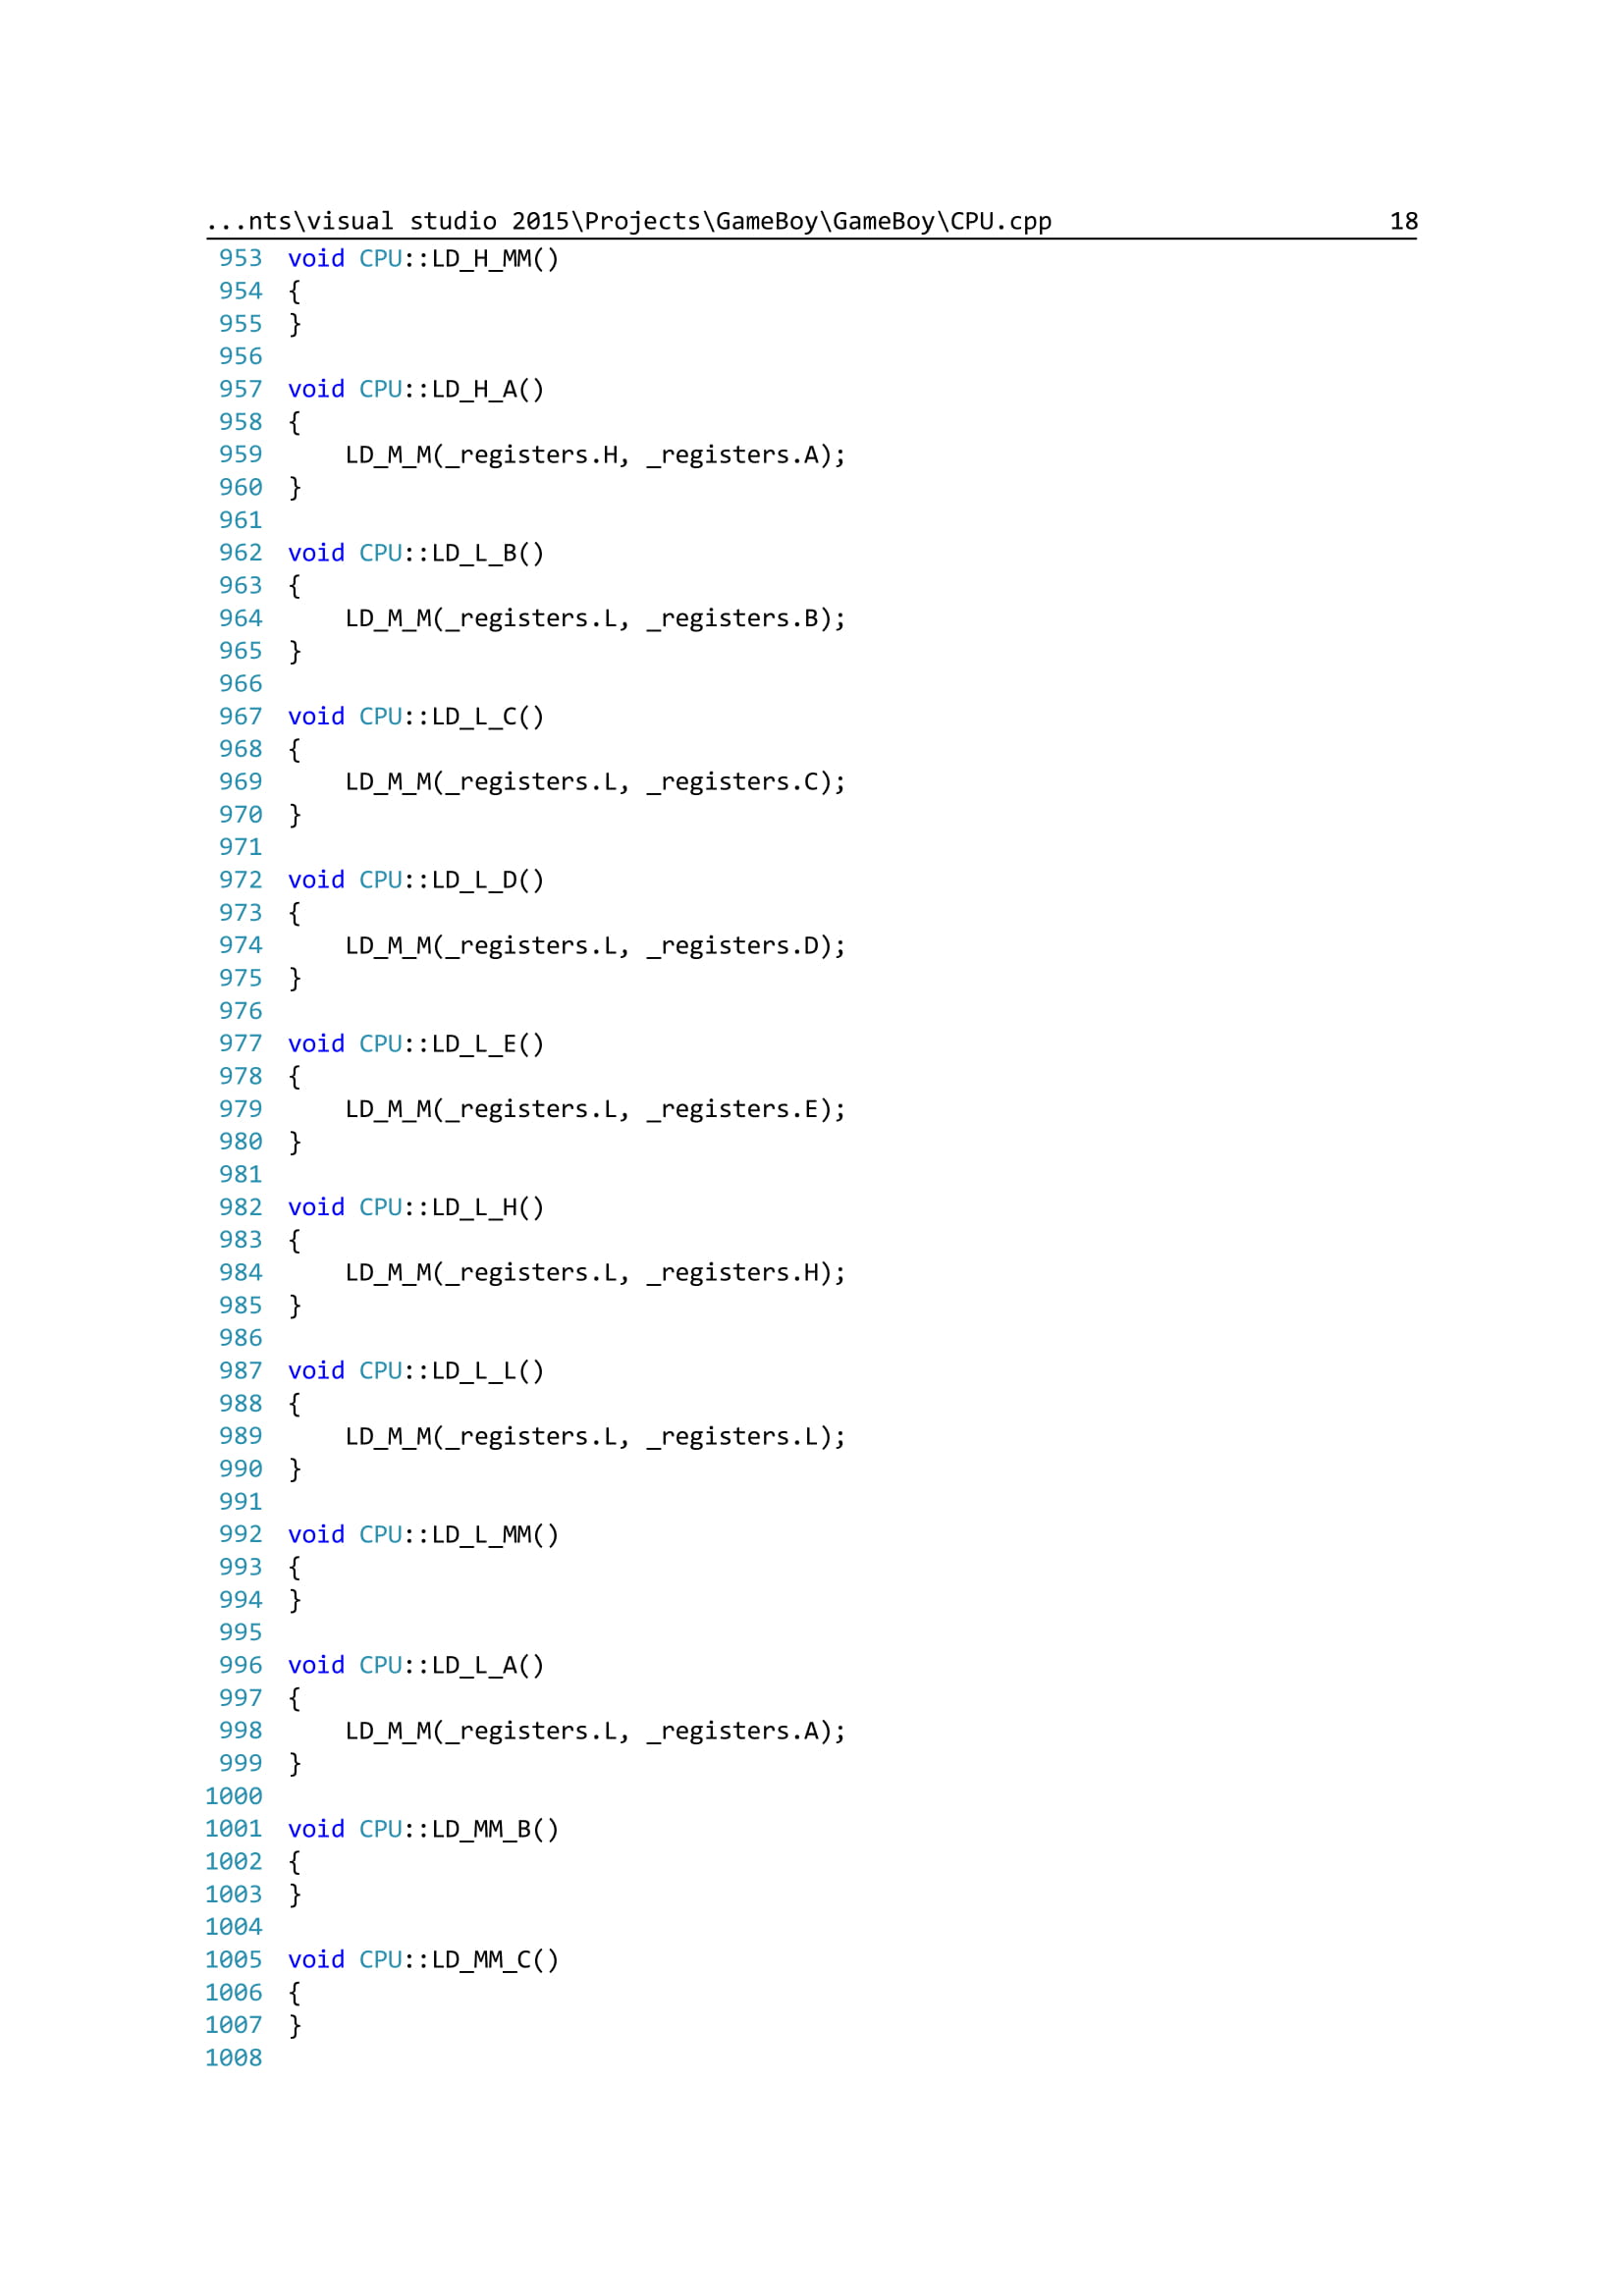 ...nts\visual studio 2015\Projects\GameBoy\GameBoy\CPU.cpp 18
953 void CPU::LD_H_MM()
954 {
955 }
956
957 void CPU::LD_H_A()
958 {
959     LD_M_M(_registers.H, _registers.A);
960 }
961
962 void CPU::LD_L_B()
963 {
964     LD_M_M(_registers.L, _registers.B);
965 }
966
967 void CPU::LD_L_C()
968 {
969     LD_M_M(_registers.L, _registers.C);
970 }
971
972 void CPU::LD_L_D()
973 {
974     LD_M_M(_registers.L, _registers.D);
975 }
976
977 void CPU::LD_L_E()
978 {
979     LD_M_M(_registers.L, _registers.E);
980 }
981
982 void CPU::LD_L_H()
983 {
984     LD_M_M(_registers.L, _registers.H);
985 }
986
987 void CPU::LD_L_L()
988 {
989     LD_M_M(_registers.L, _registers.L);
990 }
991
992 void CPU::LD_L_MM()
993 {
994 }
995
996 void CPU::LD_L_A()
997 {
998     LD_M_M(_registers.L, _registers.A);
999 }
1000
1001 void CPU::LD_MM_B()
1002 {
1003 }
1004
1005 void CPU::LD_MM_C()
1006 {
1007 }
1008